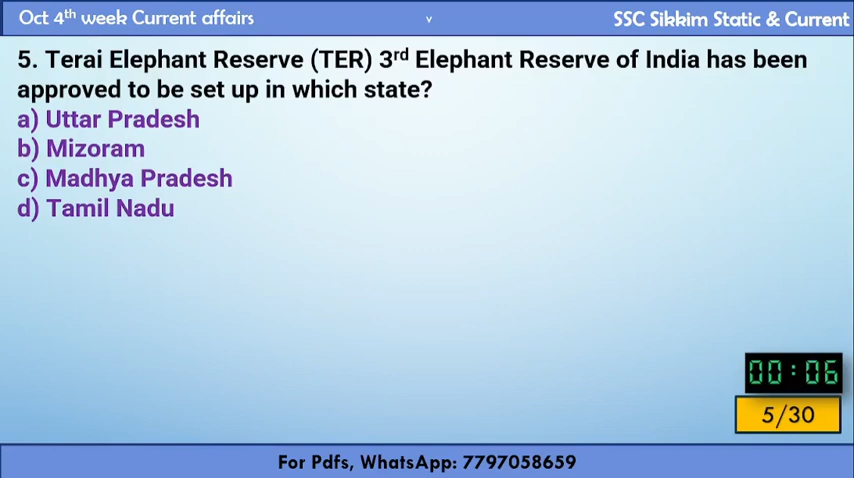 Oct 4th week Current affairs
v
SSC Sikkim Static & Current
5. Terai Elephant Reserve (TER) 3rd Elephant Reserve of India has been
approved to be set up in which state?
a) Uttar Pradesh
b) Mizoram
c) Madhya Pradesh
d) Tamil Nadu
00:06
5/30
For Pdfs, WhatsApp: 7797058659